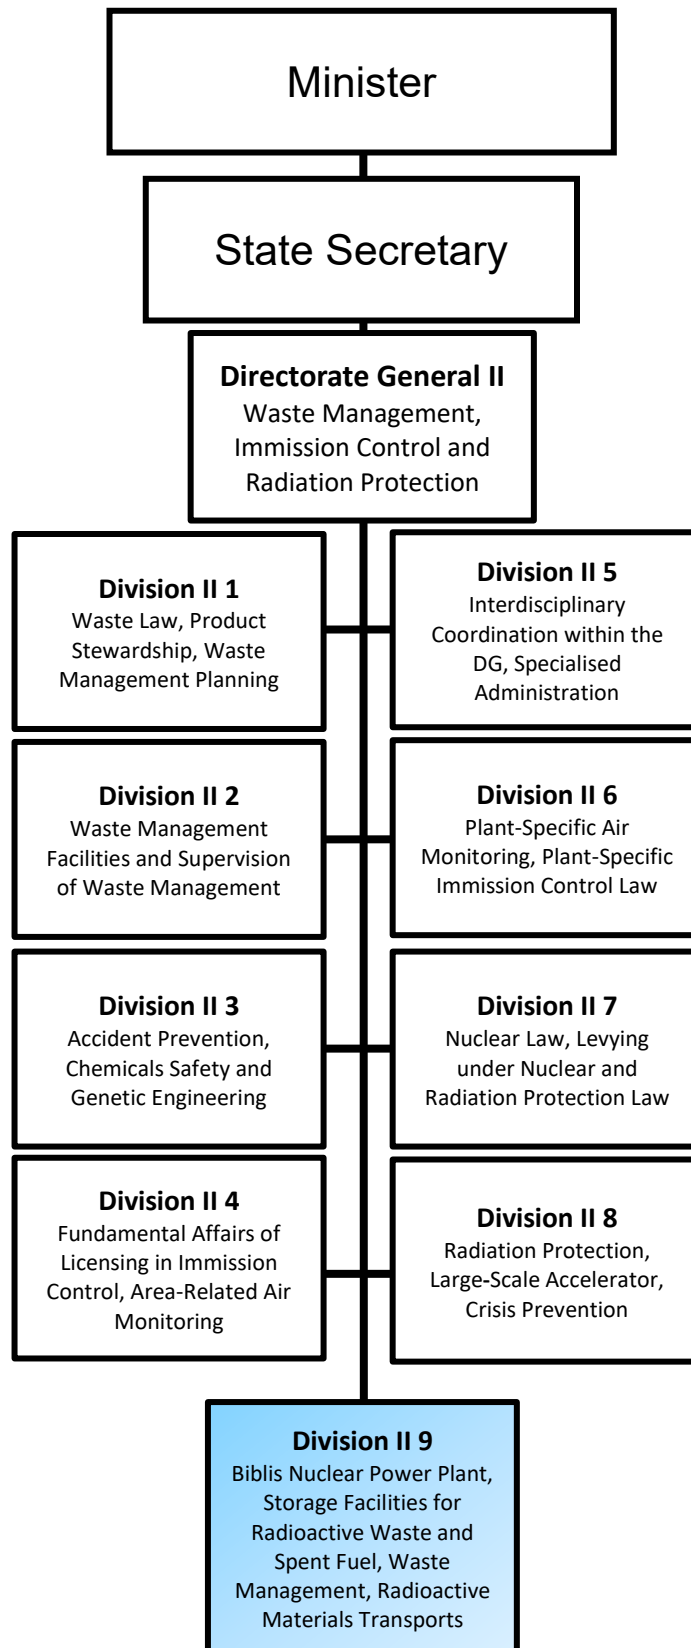 Minister
State Secretary
Directorate General II
Waste Management,
Immission Control and
Radiation Protection
Division II 1
Waste Law, Product
Stewardship, Waste
Management Planning
Division II 5
Interdisciplinary
Coordination within the
DG, Specialised
Administration
Division II 2
Waste Management
Facilities and Supervision
of Waste Management
Division II 6
Plant-Specific Air
Monitoring, Plant-Specific
Immission Control Law
Division II 3
Accident Prevention,
Chemicals Safety and
Genetic Engineering
Division II 7
Nuclear Law, Levying
under Nuclear and
Radiation Protection Law
Division II 4
Fundamental Affairs of
Licensing in Immission
Control, Area-Related Air
Monitoring
Division II 8
Radiation Protection,
Large-Scale Accelerator,
Crisis Prevention
Division II 9
Biblis Nuclear Power Plant,
Storage Facilities for
Radioactive Waste and
Spent Fuel, Waste
Management, Radioactive
Materials Transports